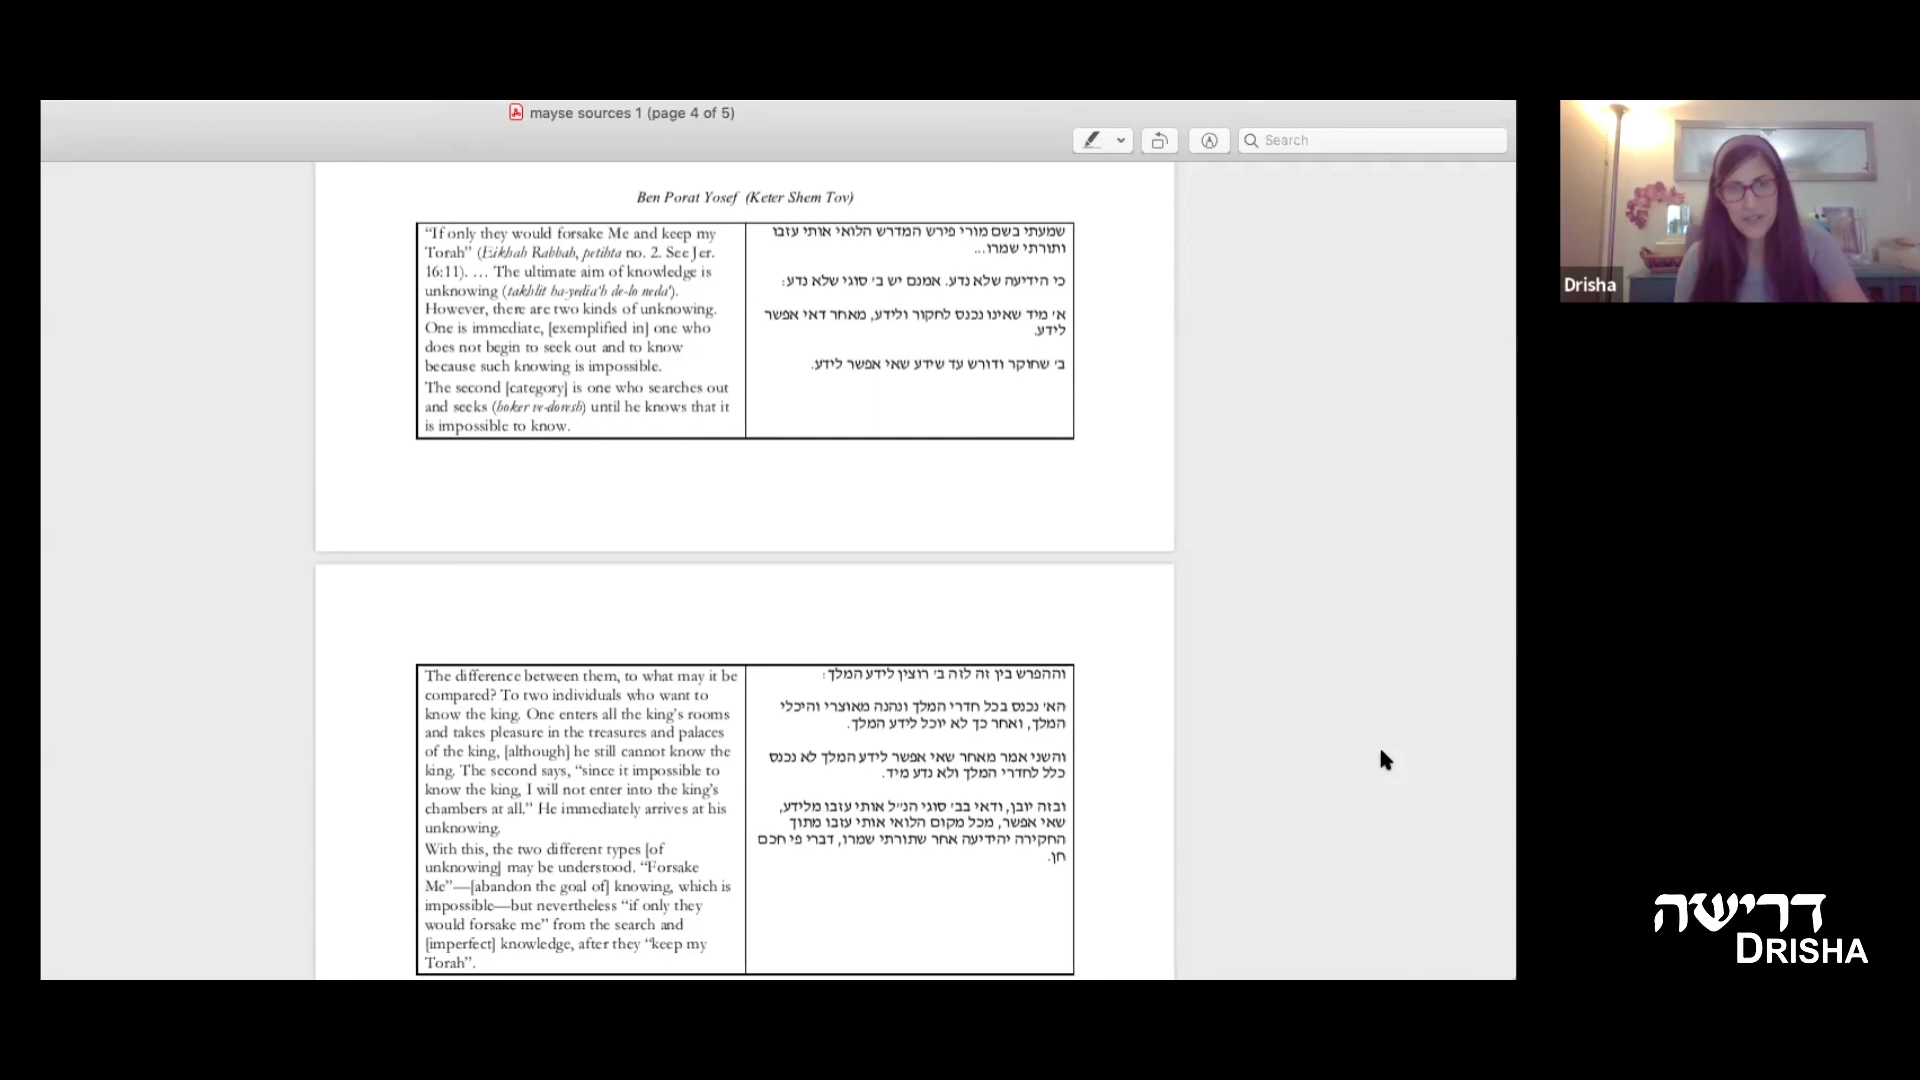 mayse sources 1 (page 4 of 5)
Search
Ben Porat Yosef (Keter Shem Tov)
“If only they would forsake Me and keep my
Torah” (Eikhah Rabbah, petihta no. 2. See Jer.
16:11). … The ultimate aim of knowledge is
unknowing (takhlit ha-yedia‘h de-lo neda‘).
However, there are two kinds of unknowing.
One is immediate, [exemplified in] one who
does not begin to seek out and to know
because such knowing is impossible.
The second [category] is one who searches out
and seeks (hoker ve-doresh) until he knows that it
is impossible to know.
שמעתי בשם מורי פירש המדרש הלואי אותי עזבו
ותורתי שמרו...
כי הידיעה שלא נדע. אמנם יש ב' סוגי שלא נדע:
א' מיד שאינו נכנס לחקור ולידע, מאחר דאי אפשר
לידע.
ב' שחוקר ודורש עד שידע שאי אפשר לידע.
The difference between them, to what may it be
compared? To two individuals who want to
know the king. One enters all the king’s rooms
and takes pleasure in the treasures and palaces
of the king, [although] he still cannot know the
king. The second says, “since it impossible to
know the king, I will not enter into the king’s
chambers at all.” He immediately arrives at his
unknowing.
With this, the two different types [of
unknowing] may be understood. “Forsake
Me”—[abandon the goal of] knowing, which is
impossible—but nevertheless “if only they
would forsake me” from the search and
[imperfect] knowledge, after they “keep my
Torah”.
וההפרש בין זה לזה ב' רוצין לידע המלך:
הא' נכנס בכל חדרי המלך ונהנה מאוצרי והיכלי
המלך, ואחר כך לא יוכל לידע המלך.
והשני אמר מאחר שאי אפשר לידע המלך לא נכנס
כלל לחדרי המלך ולא נדע מיד.
ובזה יובן, ודאי בב' סוגי הנ"ל אותי עזבו מלידע,
שאי אפשר, מכל מקום הלואי אותי עזבו מתוך
החקירה יהידיעה אחר שתורתי שמרו, דברי פי חכם
חן.
Drisha
דרישה
DRISHA